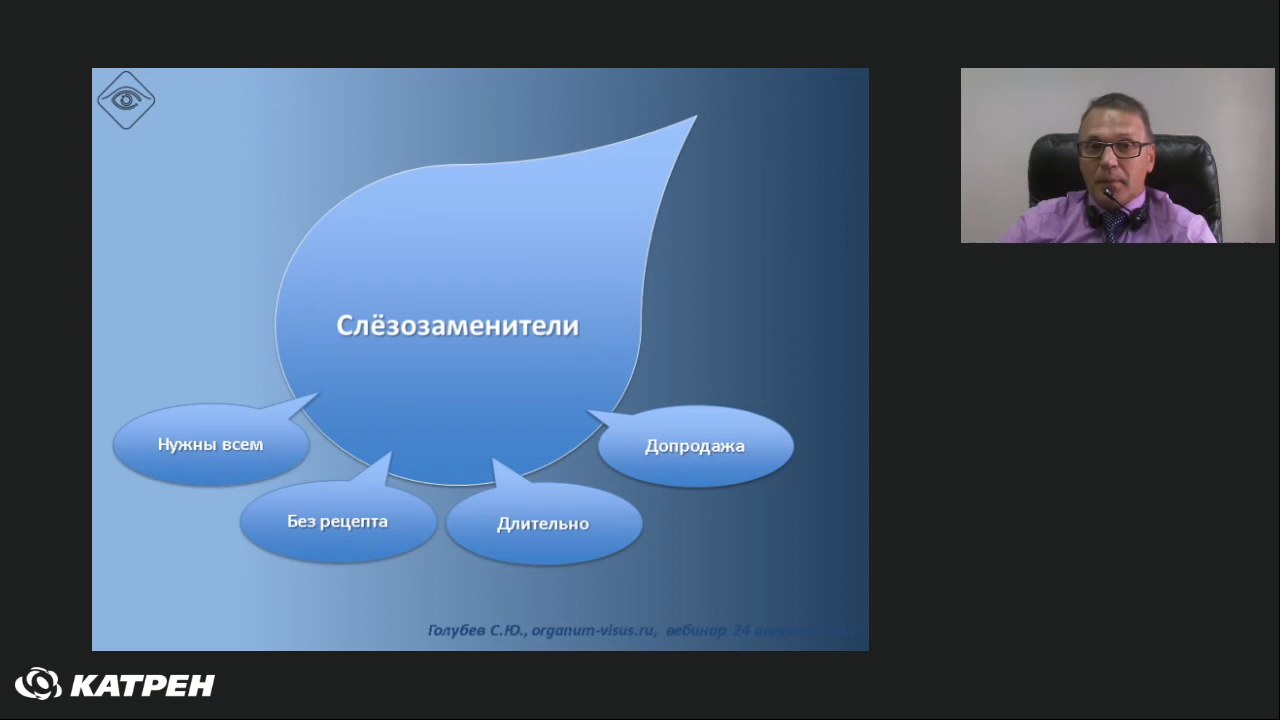 Слёзозаменители
Нужны всем
Допродажа
Без рецепта
Длительно
Голубев С.Ю., organum-visus.ru, вебинар 24
КАТРЕН